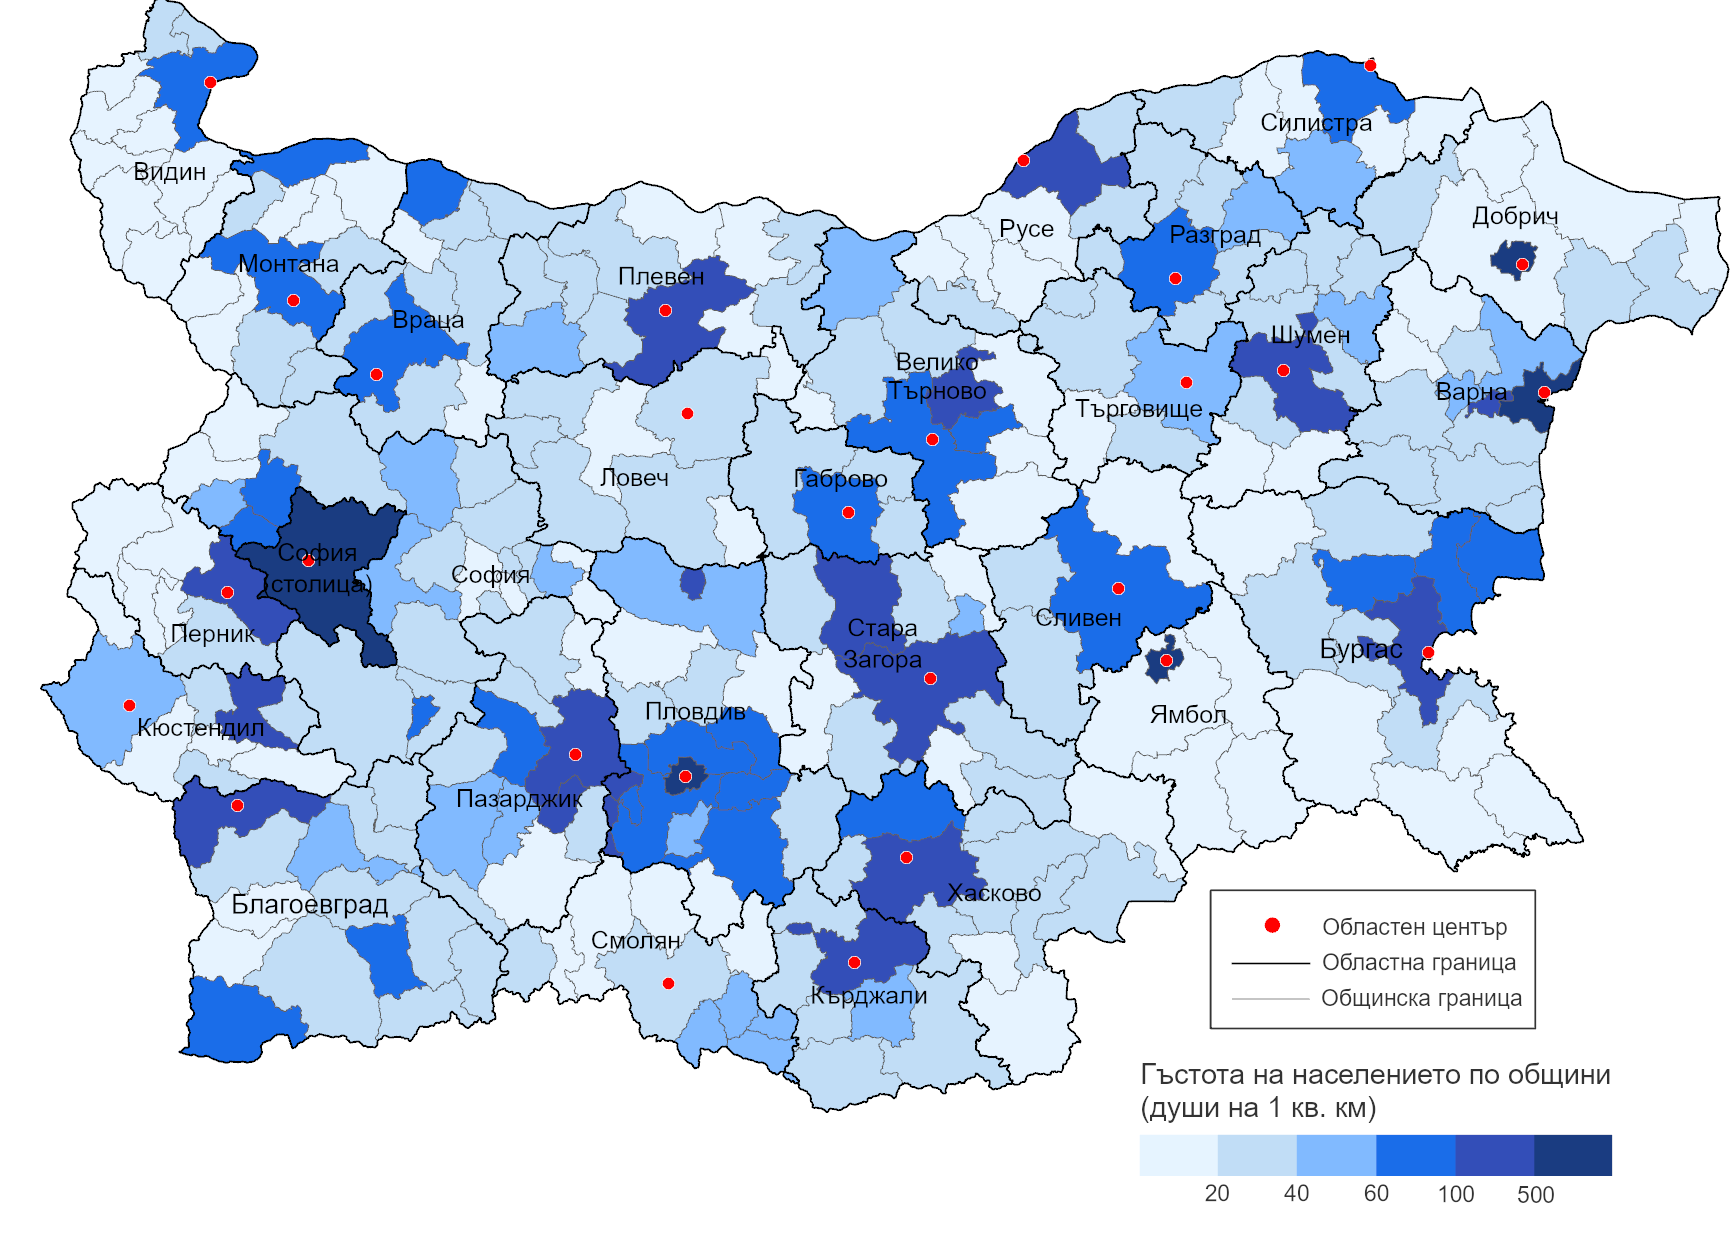 Видин
Силистра
Добрич
Русе
Разград
Монтана
Плевен
Враца
Шумен
Велико
Търново
Варна
Търговище
Ловеч
Габрово
София
столица
София
Перник
Стара
Загора
Сливен
Бургас
Кюстендил
Пловдив
Ямбол
Пазарджик
Хасково
Благоевград
Смолян
Кърджали
Областен център
Областна граница
Общинска граница
Гъстота на населението по общини
(души на 1 кв. км)
20 40 60 100 500